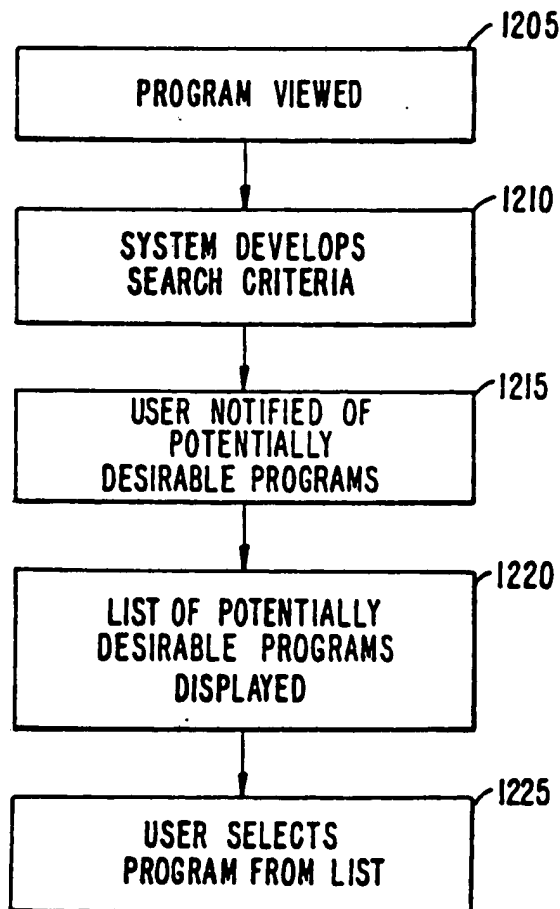 1205
PROGRAM VIEWED
1210
SYSTEM DEVELOPS
SEARCH CRITERIA
1215
USER NOTIFIED OF
POTENTIALLY
DESIRABLE PROGRAMS
1220
LIST OF POTENTIALLY
DESIRABLE PROGRAMS
DISPLAYED
1225
USER SELECTS
PROGRAM FROM LIST